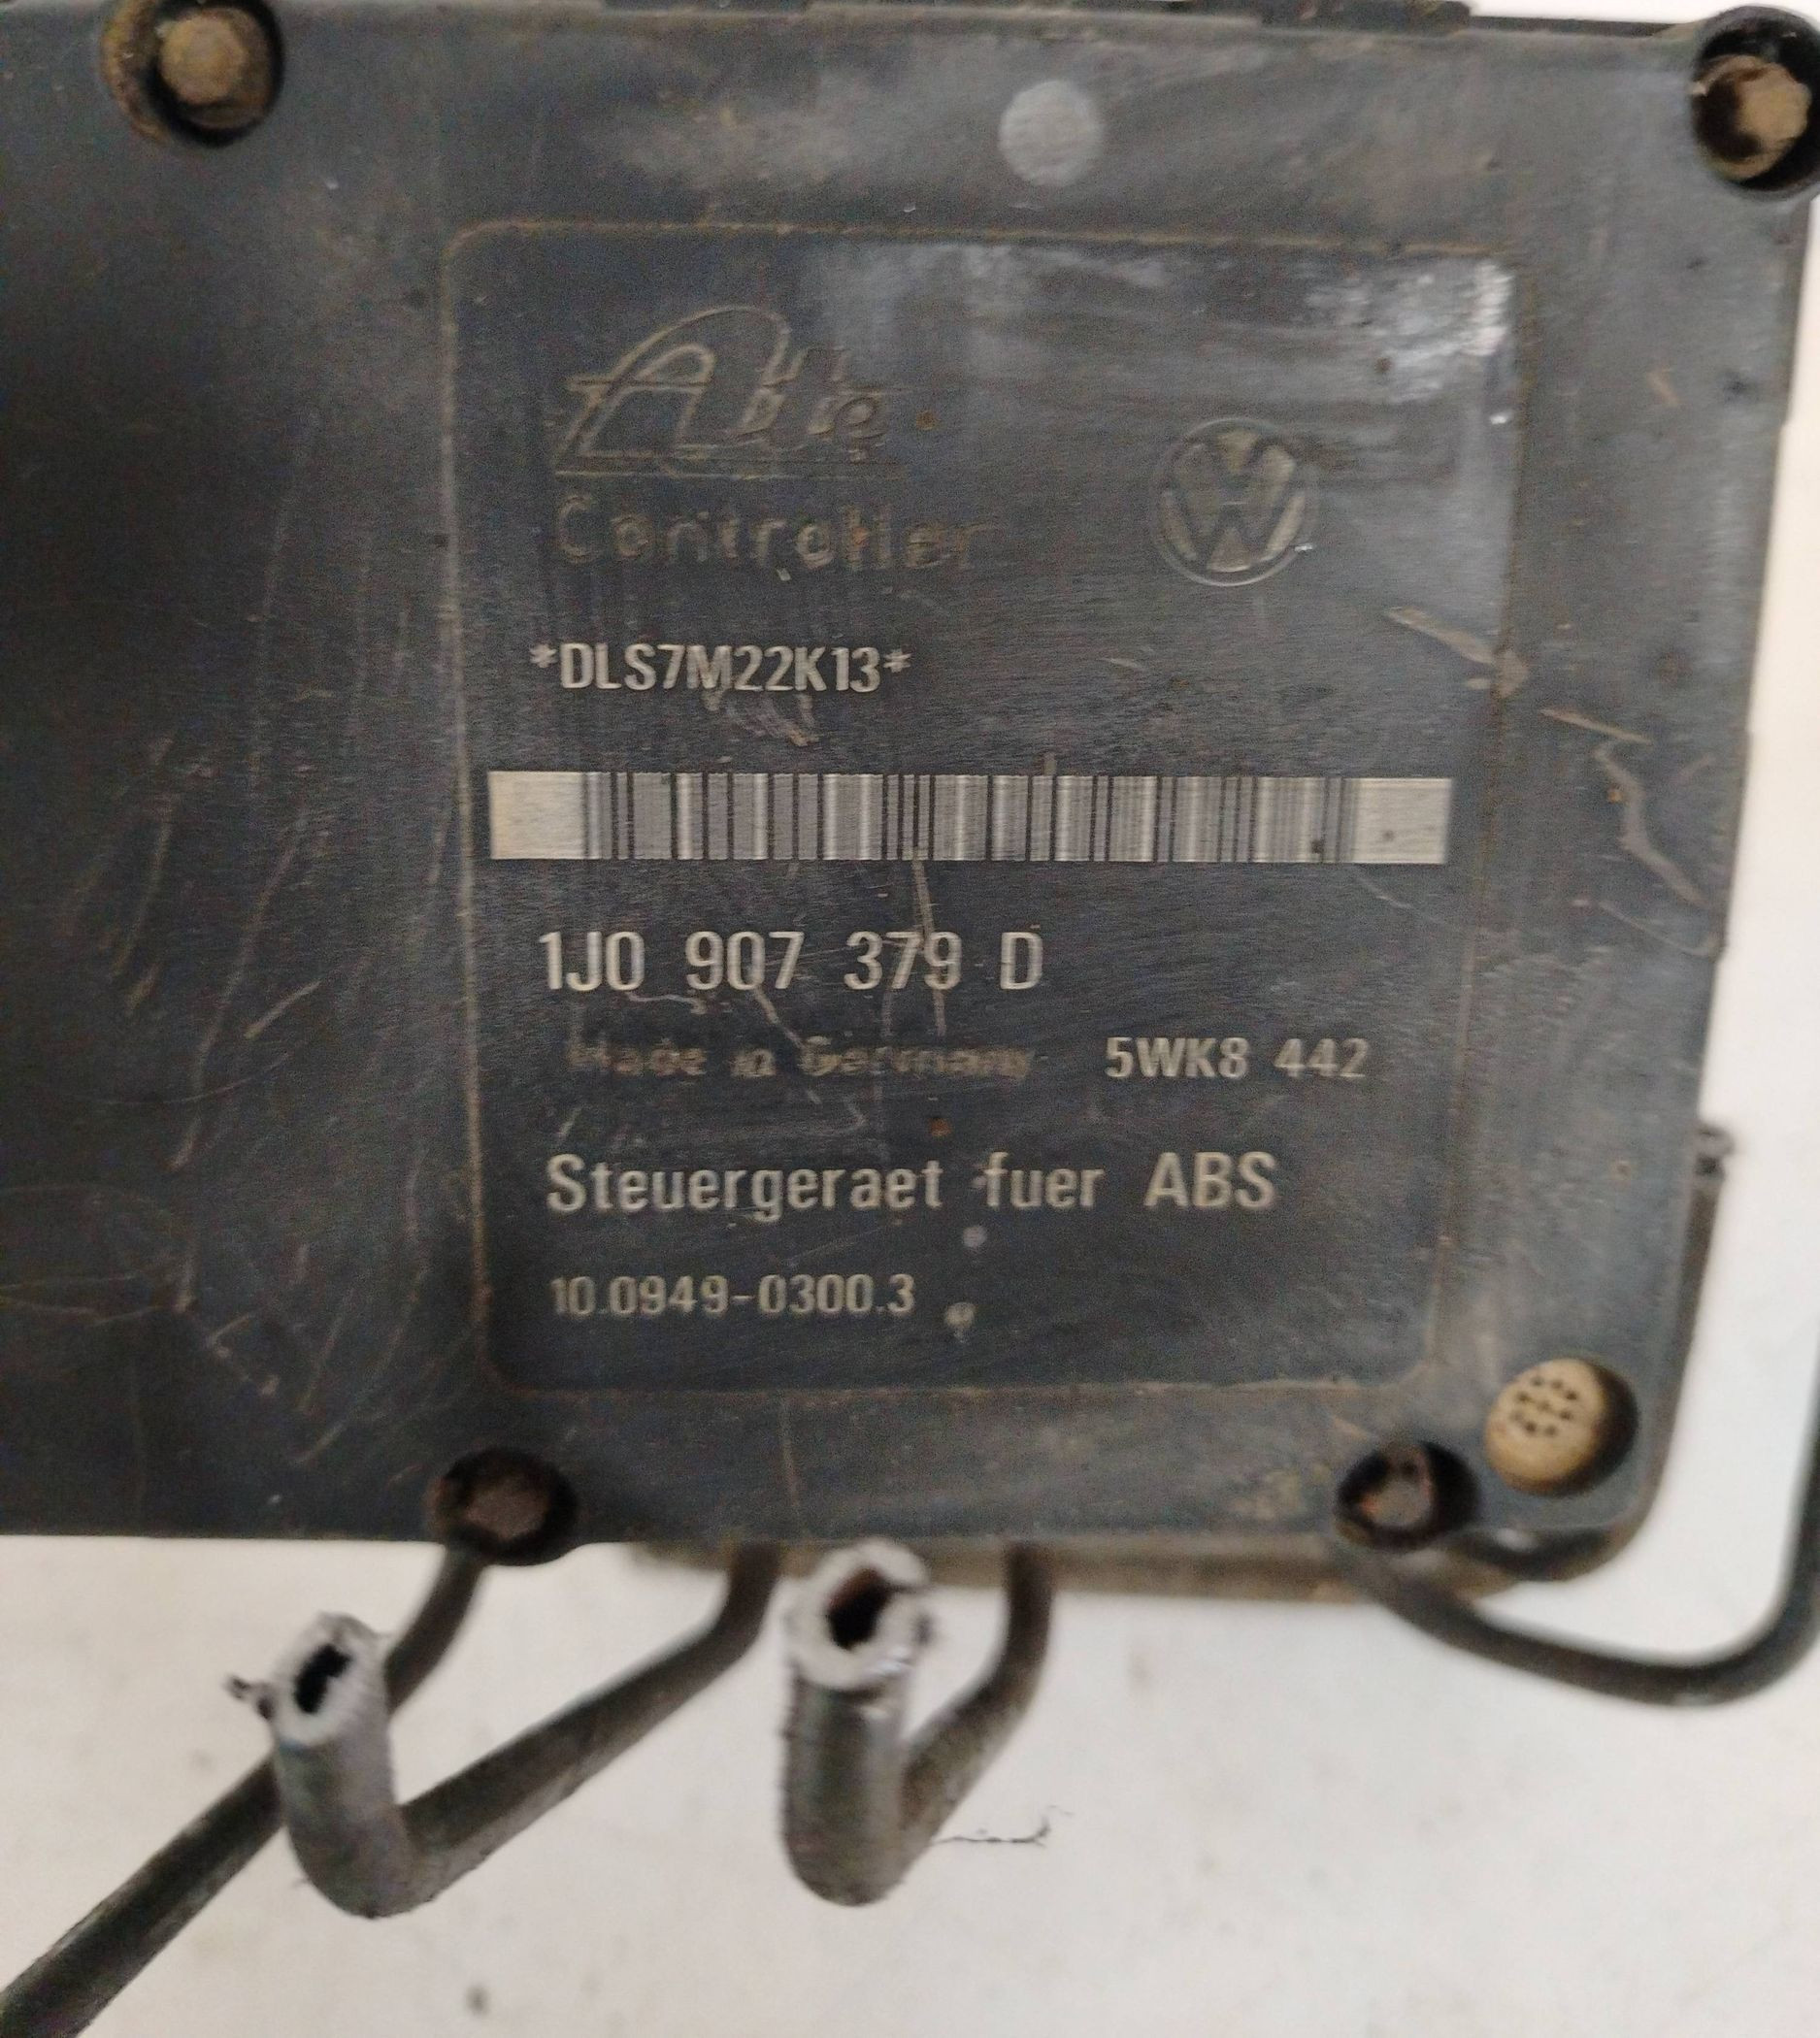 Ate
Controller
*DLS7M22K13*
1J0 907 379 D
Made in Germany 5WK8 442
Steuergeraet fuer ABS
10.0949-0300.3